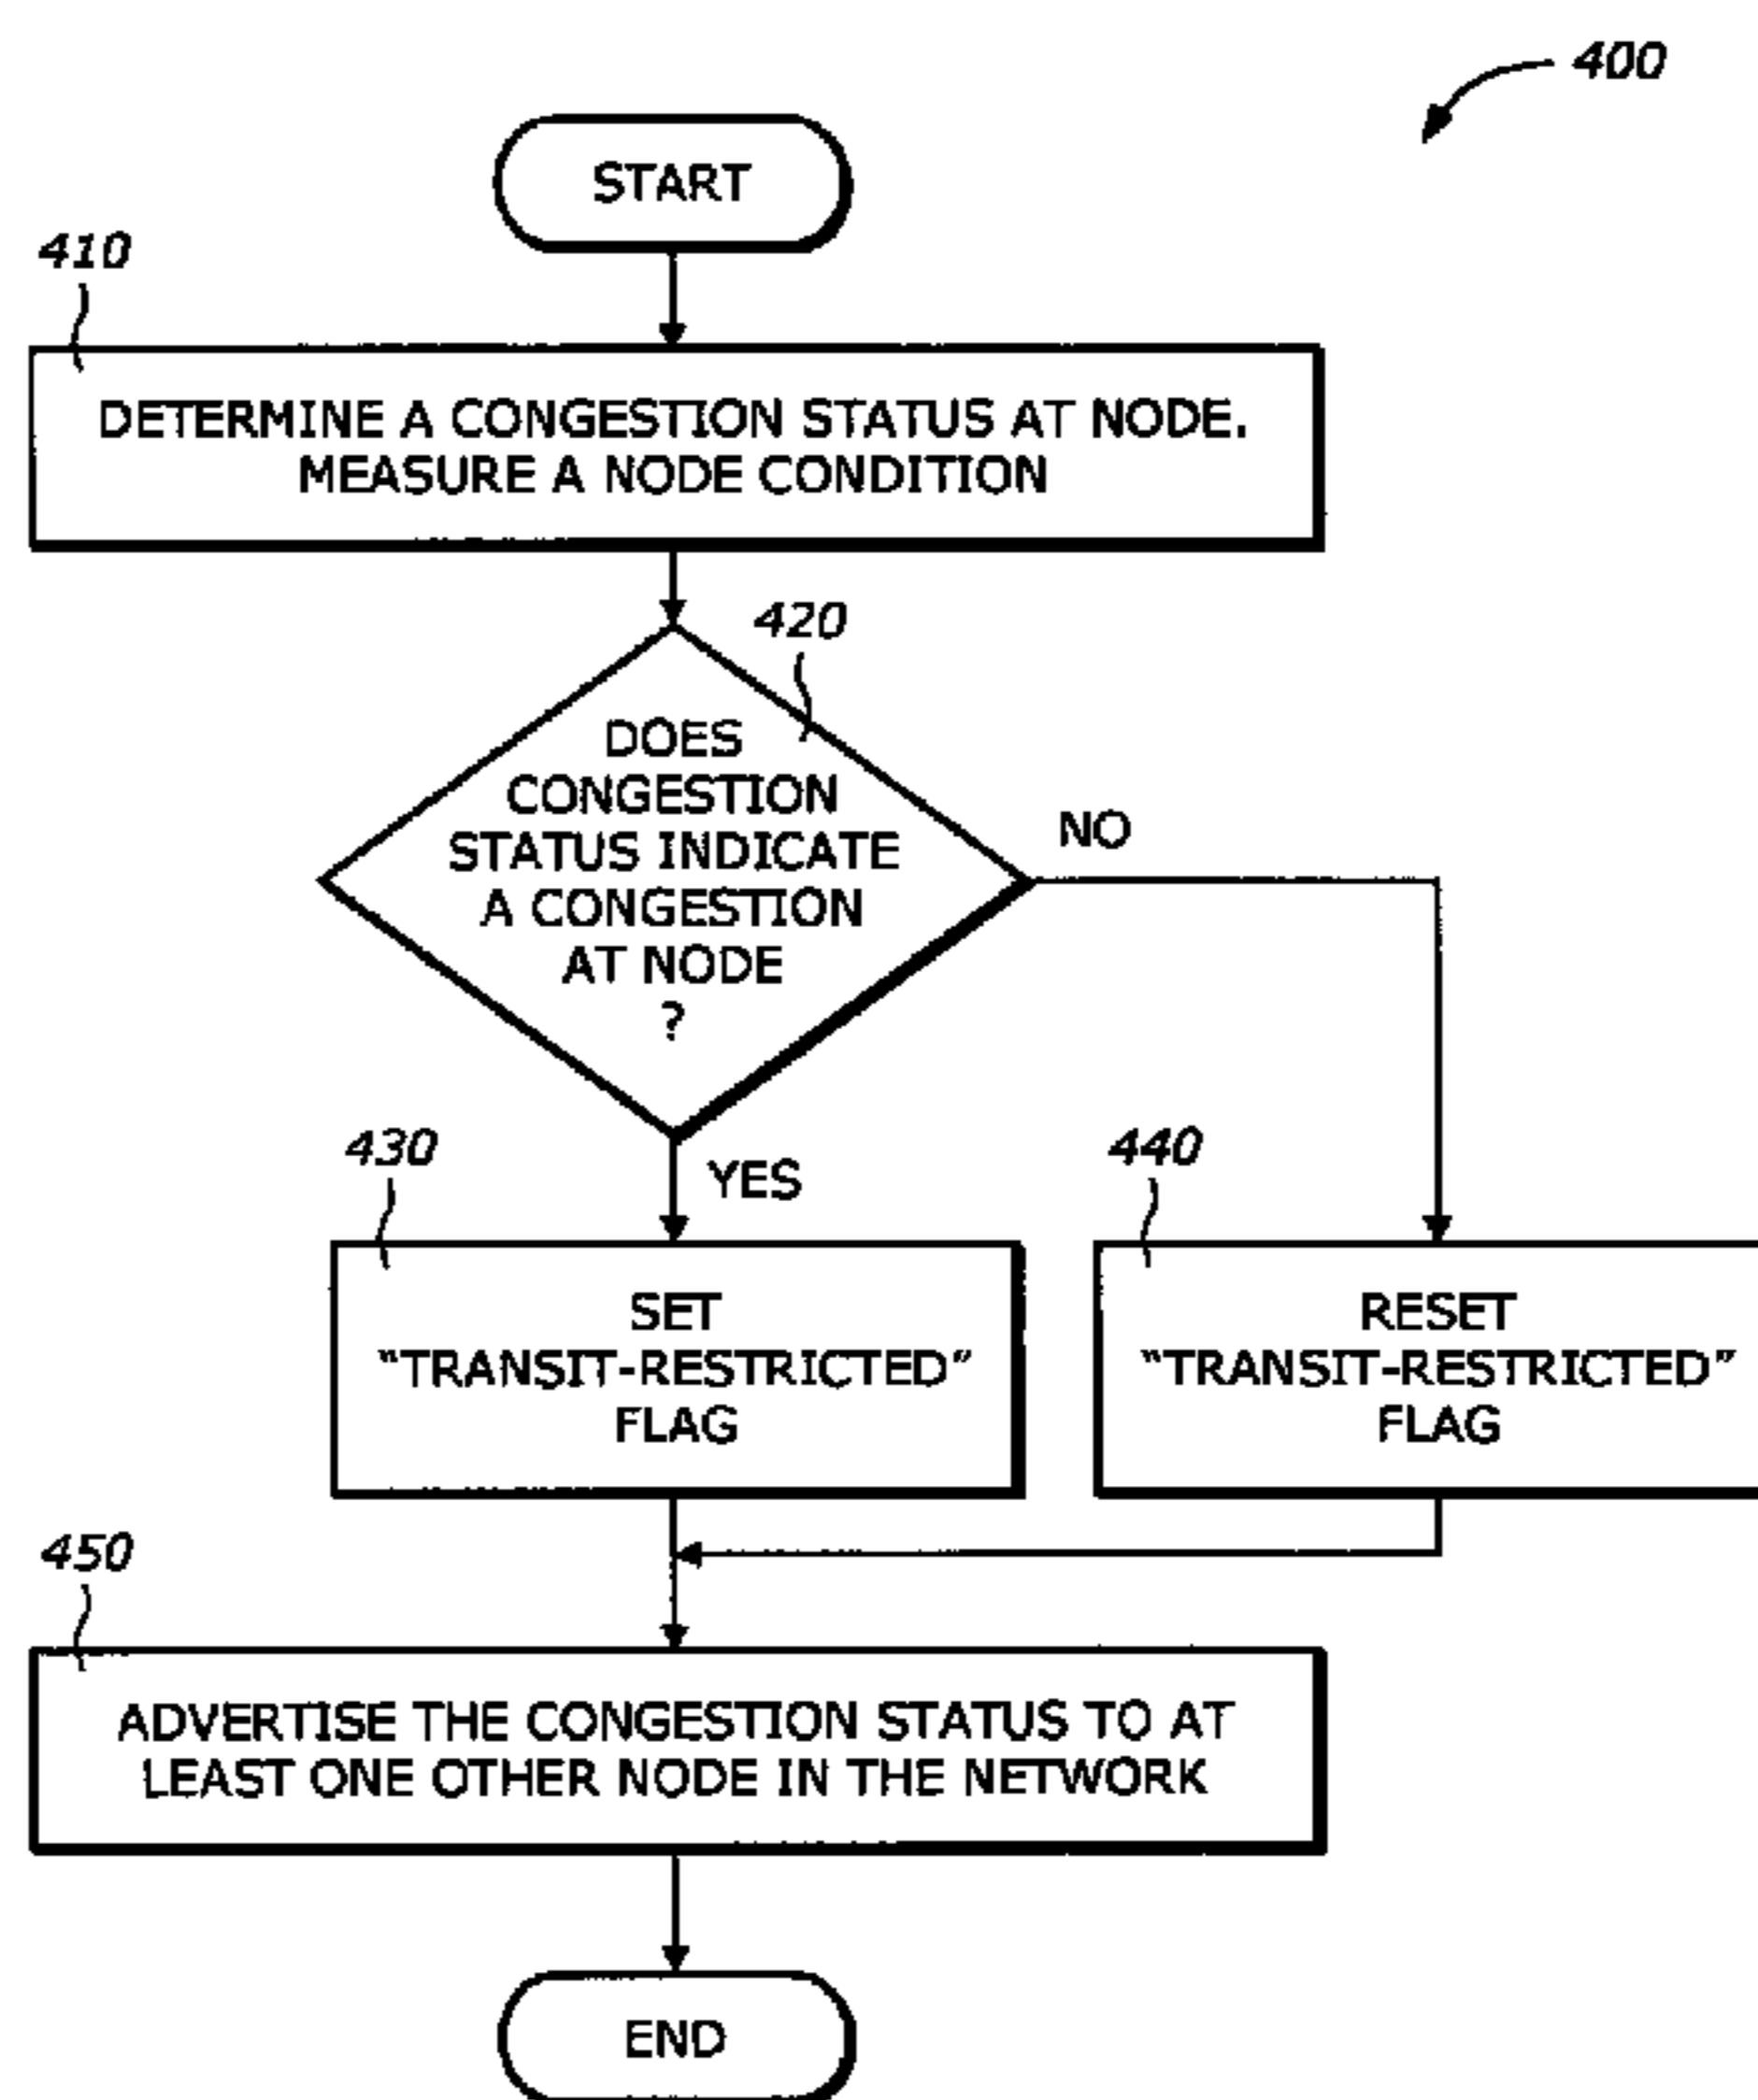 400
START
410
DETERMINE A CONGESTION STATUS AT NODE.
MEASURE A NODE CONDITION
420
DOES
CONGESTION
STATUS INDICATE
A CONGESTION
AT NODE
?
NO
YES
430
SET
"TRANSIT-RESTRICTED"
FLAG
440
RESET
"TRANSIT-RESTRICTED"
FLAG
450
ADVERTISE THE CONGESTION STATUS TO AT
LEAST ONE OTHER NODE IN THE NETWORK
END